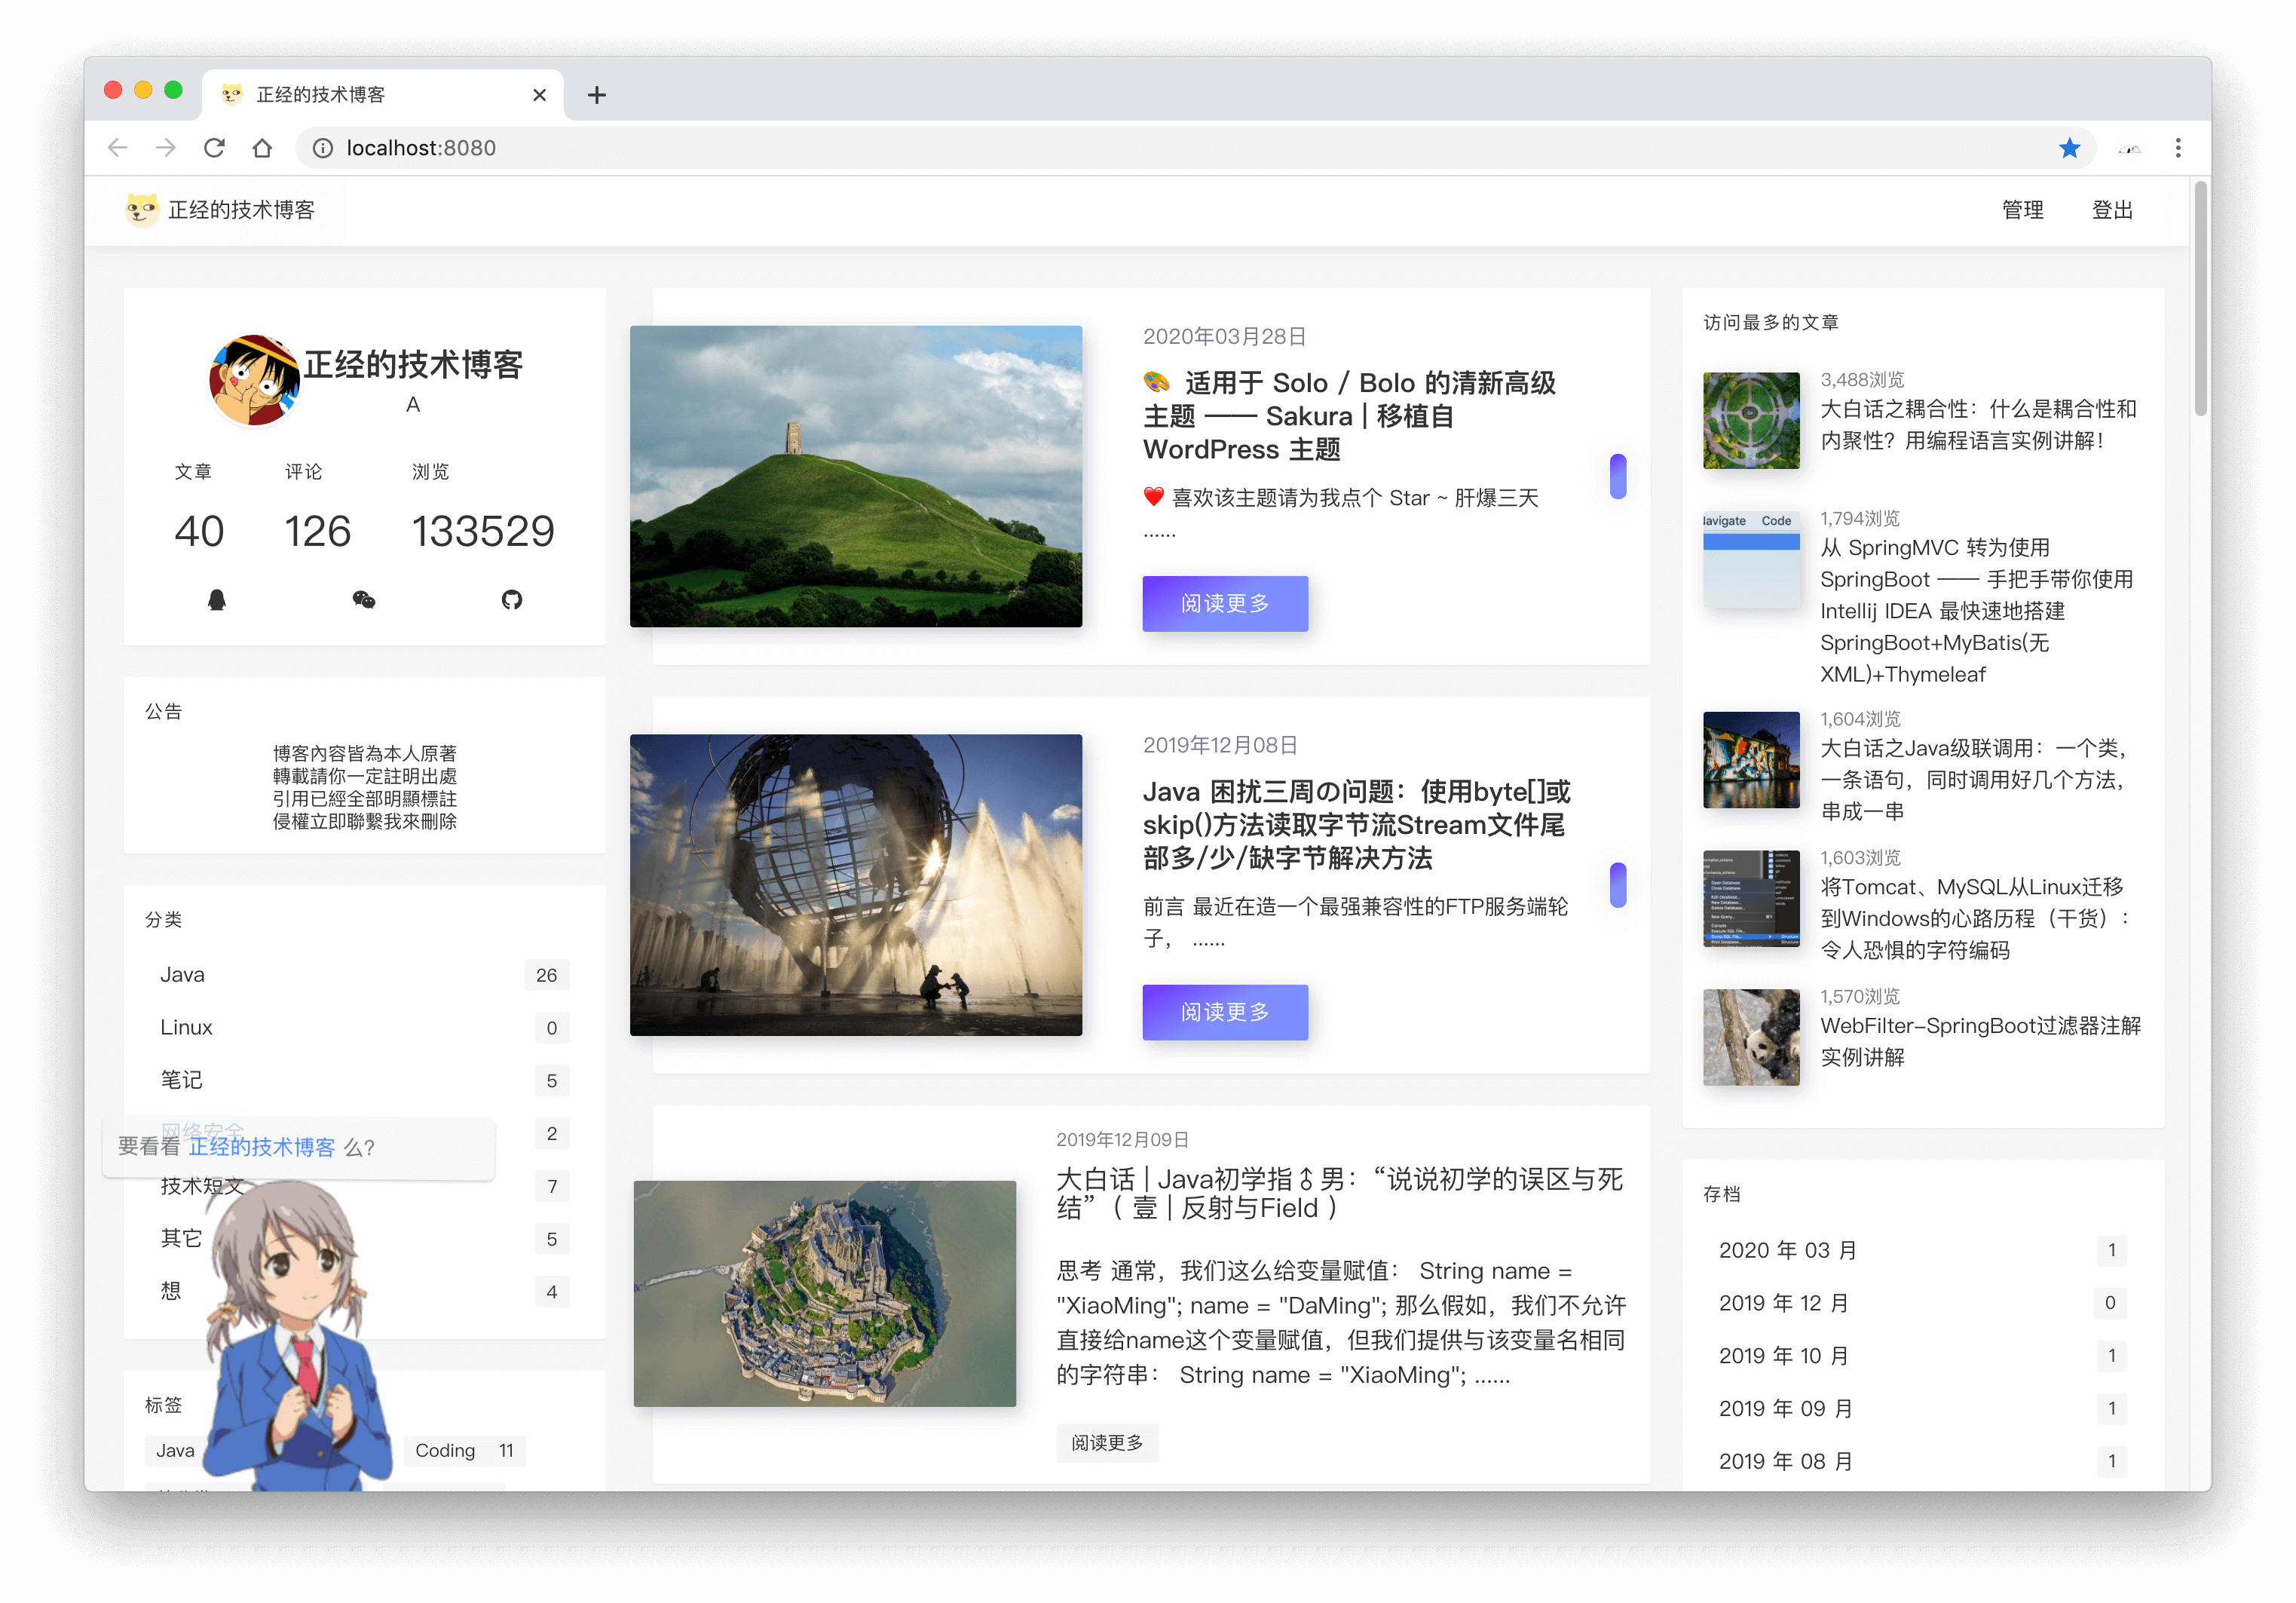 正经的技术博客
localhost:8080
正经的技术博客
管理
登出
正经的技术博客
A
文章 评论 浏览
40 126 133529
公告
博客內容皆為本人原著
轉載請你一定註明出處
引用已經全部明顯標註
侵權立即聯繫我來刪除
分类
Java 26
Linux 0
笔记 5
网络安全 2
要看看 正经的技术博客 么?
技术短文 7
其它 5
想 4
标签
Java
Coding 11
2020年03月28日
🎨 适用于 Solo / Bolo 的清新高级
主题 —— Sakura | 移植自
WordPress 主题
❤️ 喜欢该主题请为我点个 Star ~ 肝爆三天
......
阅读更多
2019年12月08日
Java 困扰三周の问题：使用byte[]或
skip()方法读取字节流Stream文件尾
部多/少/缺字节解决方法
前言 最近在造一个最强兼容性的FTP服务端轮
子， ......
阅读更多
2019年12月09日
大白话 | Java初学指⚦男：“说说初学的误区与死
结”（ 壹 | 反射与Field ）
思考 通常，我们这么给变量赋值： String name =
"XiaoMing"; name = "DaMing"; 那么假如，我们不允许
直接给name这个变量赋值，但我们提供与该变量名相同
的字符串： String name = "XiaoMing"; ......
阅读更多
访问最多的文章
3,488浏览
大白话之耦合性：什么是耦合性和
内聚性？用编程语言实例讲解！
avigate Code
1,794浏览
从 SpringMVC 转为使用
SpringBoot —— 手把手带你使用
Intellij IDEA 最快速地搭建
SpringBoot+MyBatis(无
XML)+Thymeleaf
1,604浏览
大白话之Java级联调用：一个类，
一条语句，同时调用好几个方法，
串成一串
1,603浏览
将Tomcat、MySQL从Linux迁移
到Windows的心路历程（干货）：
令人恐惧的字符编码
1,570浏览
WebFilter-SpringBoot过滤器注解
实例讲解
存档
2020 年 03 月 1
2019 年 12 月 0
2019 年 10 月 1
2019 年 09 月 1
2019 年 08 月 1